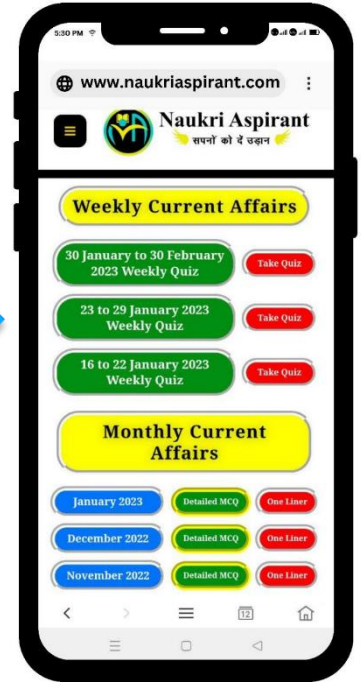 5:30 PM
www.naukriaspirant.com
Naukri Aspirant
सपनों को दें उड़ान
Weekly Current Affairs
30 January to 30 February
2023 Weekly Quiz
Take Quiz
23 to 29 January 2023
Weekly Quiz
Take Quiz
16 to 22 January 2023
Weekly Quiz
Take Quiz
Monthly Current
Affairs
January 2023 Detailed MCQ One Liner
December 2022 Detailed MCQ One Liner
November 2022 Detailed MCQ One Liner
12